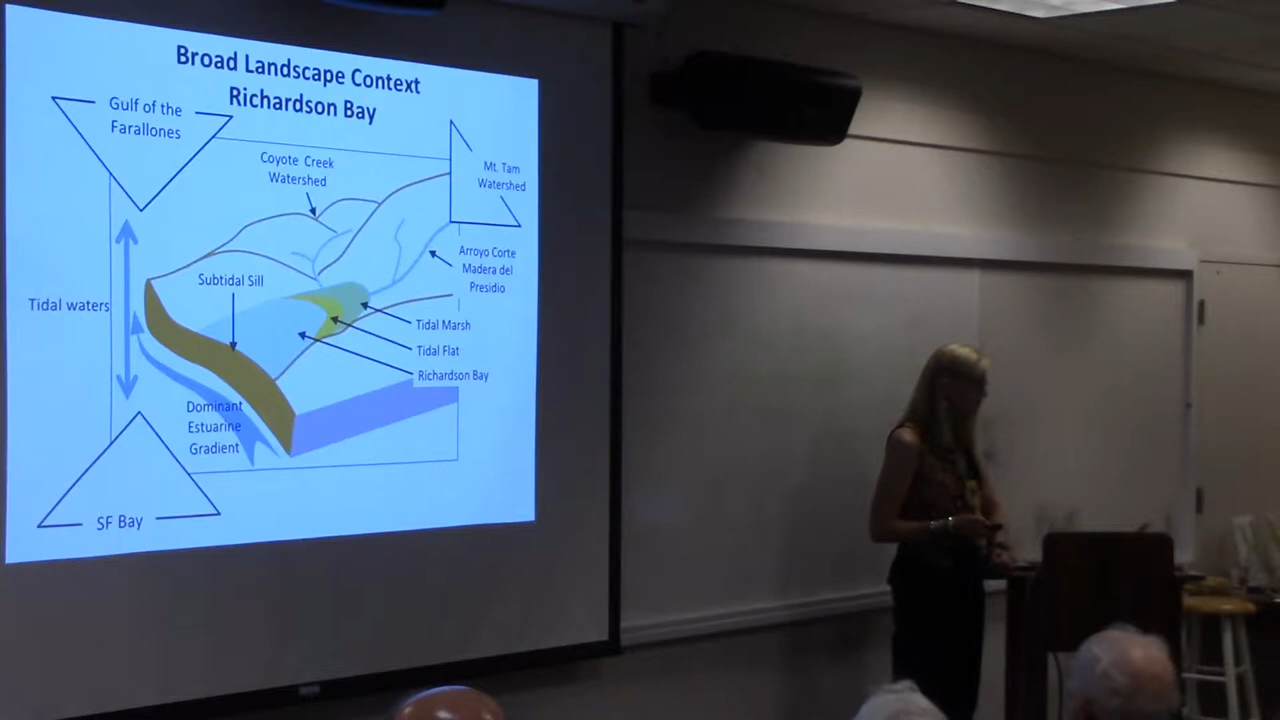 Broad Landscape Context
Richardson Bay
Gulf of the
Farallones
Coyote Creek
Watershed
Mt. Tam
Watershed
Arroyo Corte
Madera del
Presidio
Subtidal Sill
Tidal waters
Tidal Marsh
Tidal Flat
Richardson Bay
Dominant
Estuarine
Gradient
SF Bay